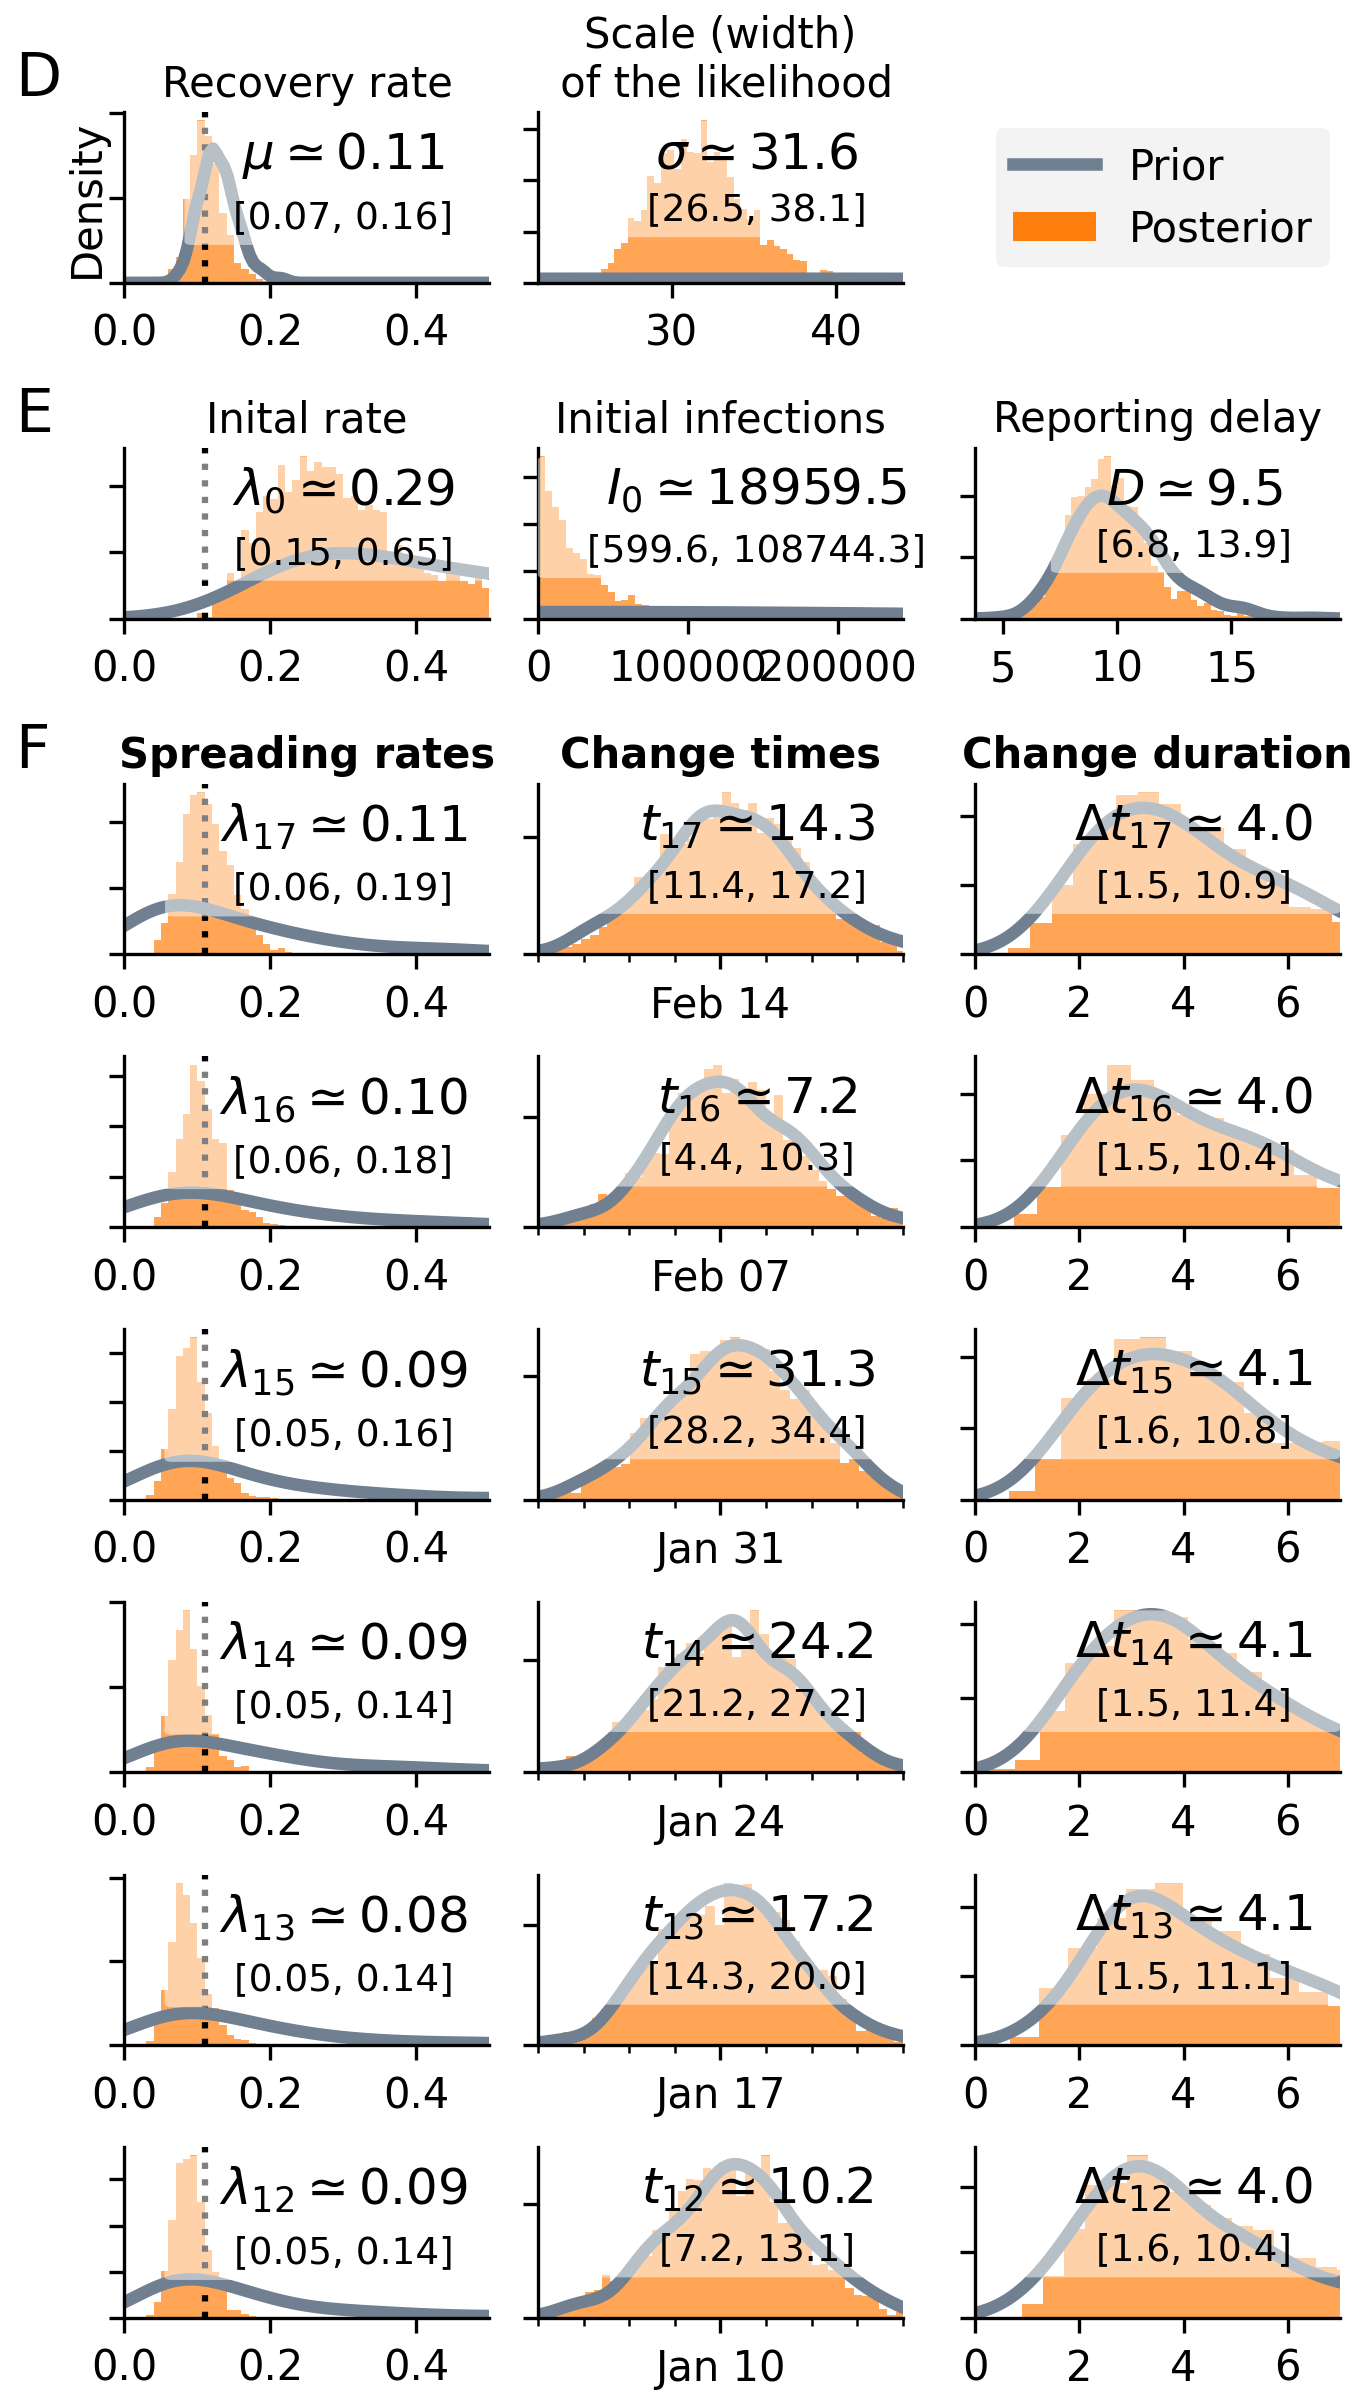 D
Recovery rate
Scale (width)
of the likelihood
Density
μ ≃ 0.11
[0.07, 0.16]
0.0 0.2 0.4
σ ≃ 31.6
[26.5, 38.1]
30 40
Prior
Posterior
E
Inital rate
Initial infections
Reporting delay
λ0 ≃ 0.29
[0.15, 0.65]
0.0 0.2 0.4
I0 ≃ 18959.5
[599.6, 108744.3]
0 100000 200000
D ≃ 9.5
[6.8, 13.9]
5 10 15
F
Spreading rates
Change times
Change duration
λ17 ≃ 0.11
[0.06, 0.19]
0.0 0.2 0.4
t17 ≃ 14.3
[11.4, 17.2]
Feb 14
Δt17 ≃ 4.0
[1.5, 10.9]
0 2 4 6
λ16 ≃ 0.10
[0.06, 0.18]
0.0 0.2 0.4
t16 ≃ 7.2
[4.4, 10.3]
Feb 07
Δt16 ≃ 4.0
[1.5, 10.4]
0 2 4 6
λ15 ≃ 0.09
[0.05, 0.16]
0.0 0.2 0.4
t15 ≃ 31.3
[28.2, 34.4]
Jan 31
Δt15 ≃ 4.1
[1.6, 10.8]
0 2 4 6
λ14 ≃ 0.09
[0.05, 0.14]
0.0 0.2 0.4
t14 ≃ 24.2
[21.2, 27.2]
Jan 24
Δt14 ≃ 4.1
[1.5, 11.4]
0 2 4 6
λ13 ≃ 0.08
[0.05, 0.14]
0.0 0.2 0.4
t13 ≃ 17.2
[14.3, 20.0]
Jan 17
Δt13 ≃ 4.1
[1.5, 11.1]
0 2 4 6
λ12 ≃ 0.09
[0.05, 0.14]
0.0 0.2 0.4
t12 ≃ 10.2
[7.2, 13.1]
Jan 10
Δt12 ≃ 4.0
[1.6, 10.4]
0 2 4 6